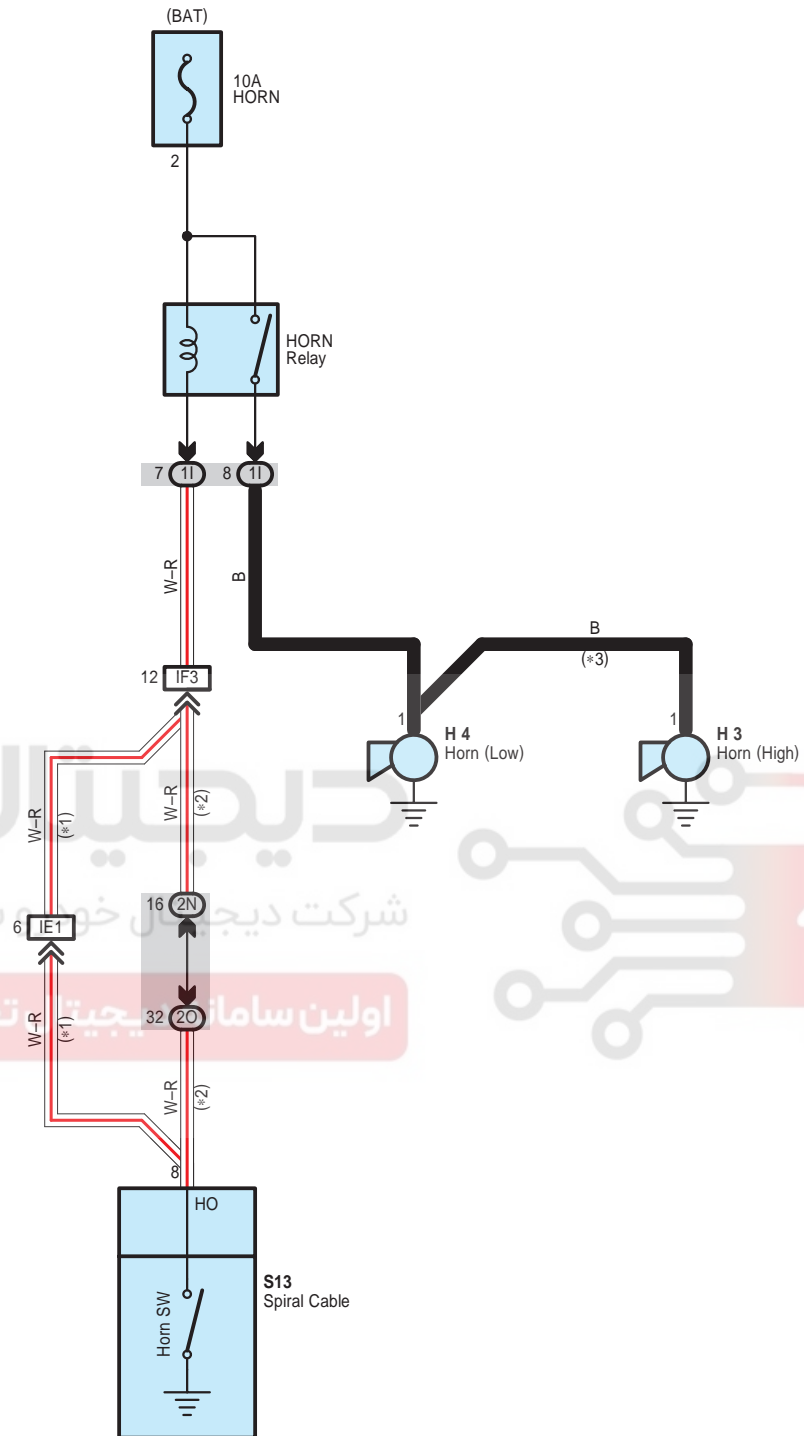 (BAT)
10A
HORN
2
HORN
Relay
7 1I 8 1I
W–R
B
B
(∗3)
12 IF3
1
H 4
Horn (Low)
1
H 3
Horn (High)
W–R
(∗1)
W–R
(∗2)
16 2N
شرکت دیجیتال خودرو
6 IE1
اولین سامانه دیجیتال
32 2O
W–R
(∗1)
W–R
(∗2)
8
HO
S13
Spiral Cable
Horn SW